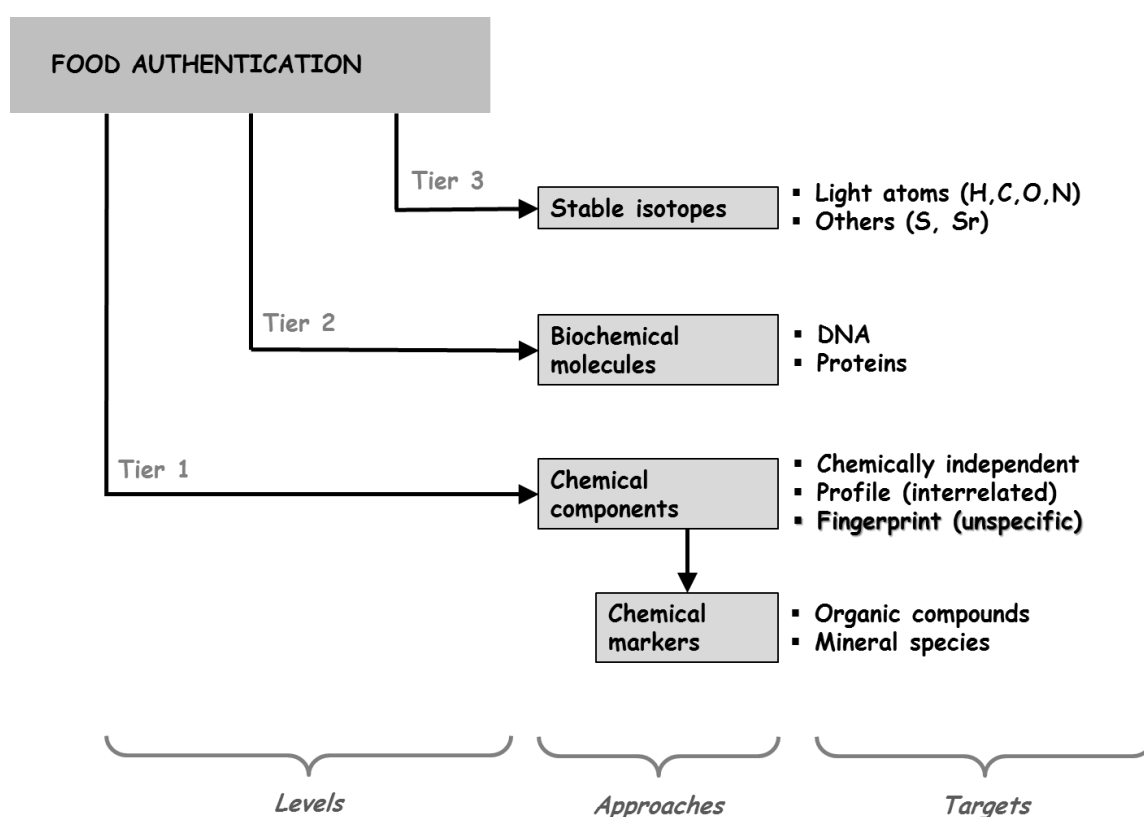 FOOD AUTHENTICATION
Tier 3
Stable isotopes
▪ Light atoms (H,C,O,N)
▪ Others (S, Sr)
Tier 2
Biochemical
molecules
▪ DNA
▪ Proteins
Tier 1
Chemical
components
▪ Chemically independent
▪ Profile (interrelated)
▪ Fingerprint (unspecific)
Chemical
markers
▪ Organic compounds
▪ Mineral species
Levels
Approaches
Targets